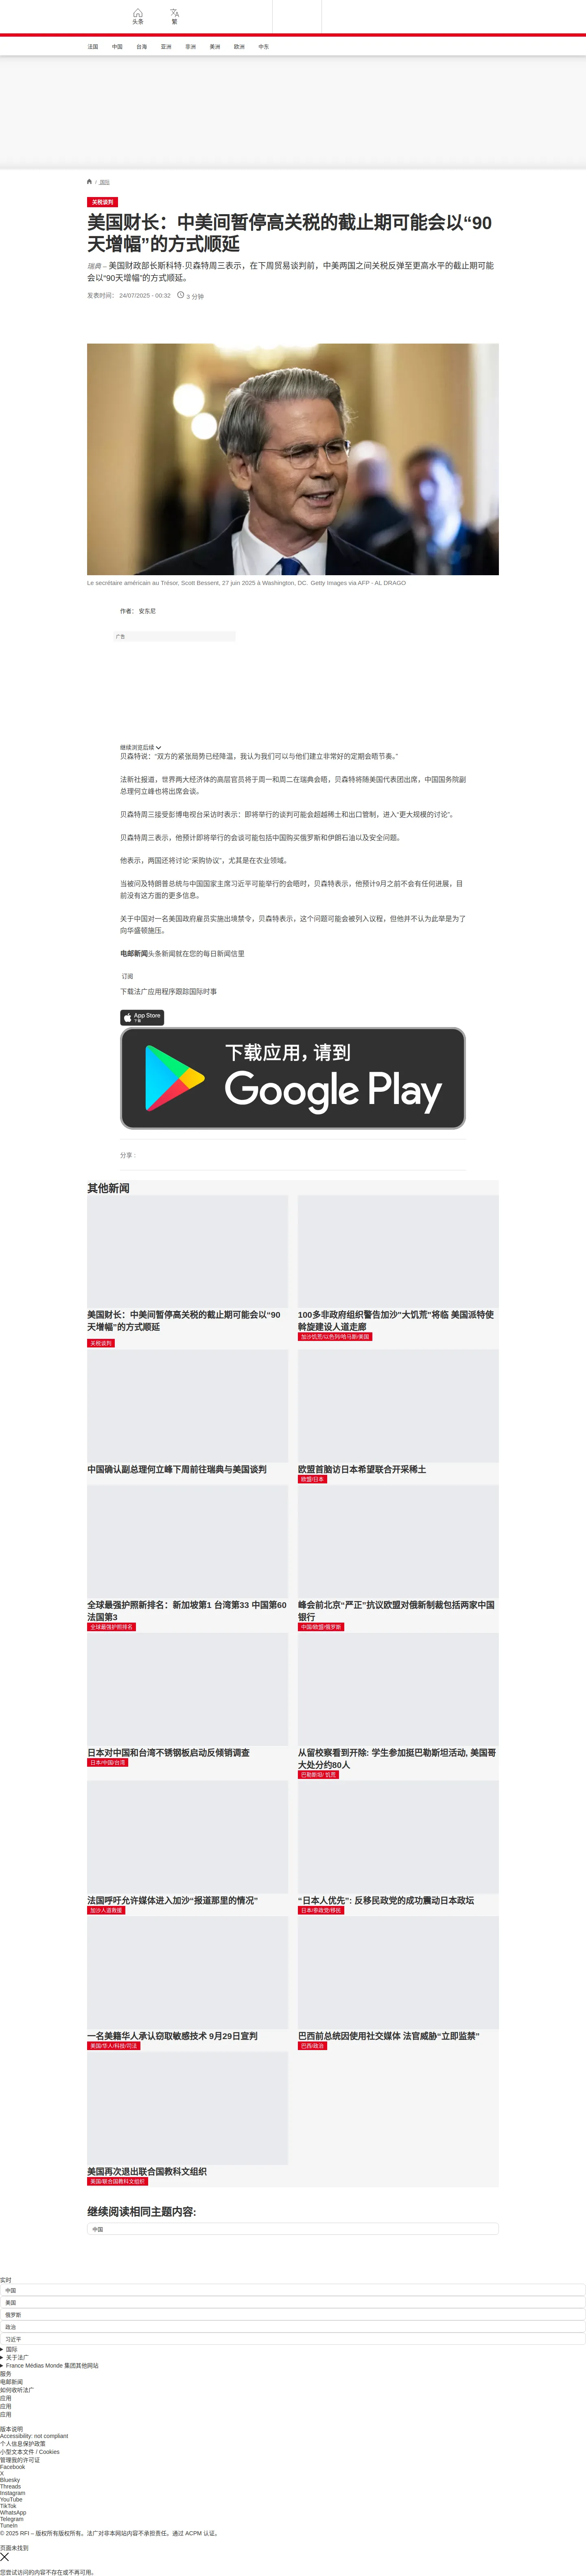 头条
繁
法国 中国 台海 亚洲 非洲 美洲 欧洲 中东
/ 国际
关税谈判
美国财长：中美间暂停高关税的截止期可能会以“90
天增幅”的方式顺延
瑞典 – 美国财政部长斯科特·贝森特周三表示，在下周贸易谈判前，中美两国之间关税反弹至更高水平的截止期可能
会以“90天增幅”的方式顺延。
发表时间： 24/07/2025 - 00:32 3 分钟
Le secrétaire américain au Trésor, Scott Bessent, 27 juin 2025 à Washington, DC. Getty Images via AFP - AL DRAGO
作者： 安东尼
广告
继续浏览后续
贝森特说：“双方的紧张局势已经降温，我认为我们可以与他们建立非常好的定期会晤节奏。”
法新社报道，世界两大经济体的高层官员将于周一和周二在瑞典会晤，贝森特将随美国代表团出席，中国国务院副
总理何立峰也将出席会谈。
贝森特周三接受彭博电视台采访时表示：即将举行的谈判可能会超越稀土和出口管制，进入“更大规模的讨论”。
贝森特周三表示，他预计即将举行的会谈可能包括中国购买俄罗斯和伊朗石油以及安全问题。
他表示，两国还将讨论“采购协议”，尤其是在农业领域。
当被问及特朗普总统与中国国家主席习近平可能举行的会晤时，贝森特表示，他预计9月之前不会有任何进展，目
前没有这方面的更多信息。
关于中国对一名美国政府雇员实施出境禁令，贝森特表示，这个问题可能会被列入议程，但他并不认为此举是为了
向华盛顿施压。
电邮新闻头条新闻就在您的每日新闻信里
订阅
下载法广应用程序跟踪国际时事
App Store
下载
下载应用，请到
Google Play
分享 :
其他新闻
美国财长：中美间暂停高关税的截止期可能会以“90
天增幅”的方式顺延
关税谈判
100多非政府组织警告加沙"大饥荒"将临 美国派特使
斡旋建设人道走廊
加沙饥荒/以色列/哈马斯/美国
中国确认副总理何立峰下周前往瑞典与美国谈判
欧盟首脑访日本希望联合开采稀土
欧盟/日本
全球最强护照新排名：新加坡第1 台湾第33 中国第60
法国第3
全球最强护照排名
峰会前北京“严正”抗议欧盟对俄新制裁包括两家中国
银行
中国/欧盟/俄罗斯
日本对中国和台湾不锈钢板启动反倾销调查
日本/中国/台湾
从留校察看到开除: 学生参加挺巴勒斯坦活动, 美国哥
大处分约80人
巴勒斯坦/ 饥荒
法国呼吁允许媒体进入加沙“报道那里的情况”
加沙人道救援
“日本人优先”: 反移民政党的成功震动日本政坛
日本/参政党/移民
一名美籍华人承认窃取敏感技术 9月29日宣判
美国/华人/科技/司法
巴西前总统因使用社交媒体 法官威胁“立即监禁”
巴西/政治
美国再次退出联合国教科文组织
美国/联合国教科文组织
继续阅读相同主题内容:
中国
实时
中国
美国
俄罗斯
政治
习近平
国际
关于法广
France Médias Monde 集团其他网站
服务
电邮新闻
如何收听法广
应用
应用
应用
版本说明
Accessibility: not compliant
个人信息保护政策
小型文本文件 / Cookies
管理我的许可证
Facebook
X
Bluesky
Threads
Instagram
YouTube
TikTok
WhatsApp
Telegram
TuneIn
© 2025 RFI – 版权所有版权所有。法广对非本网站内容不承担责任。通过 ACPM 认证。
页面未找到
您尝试访问的内容不存在或不再可用。